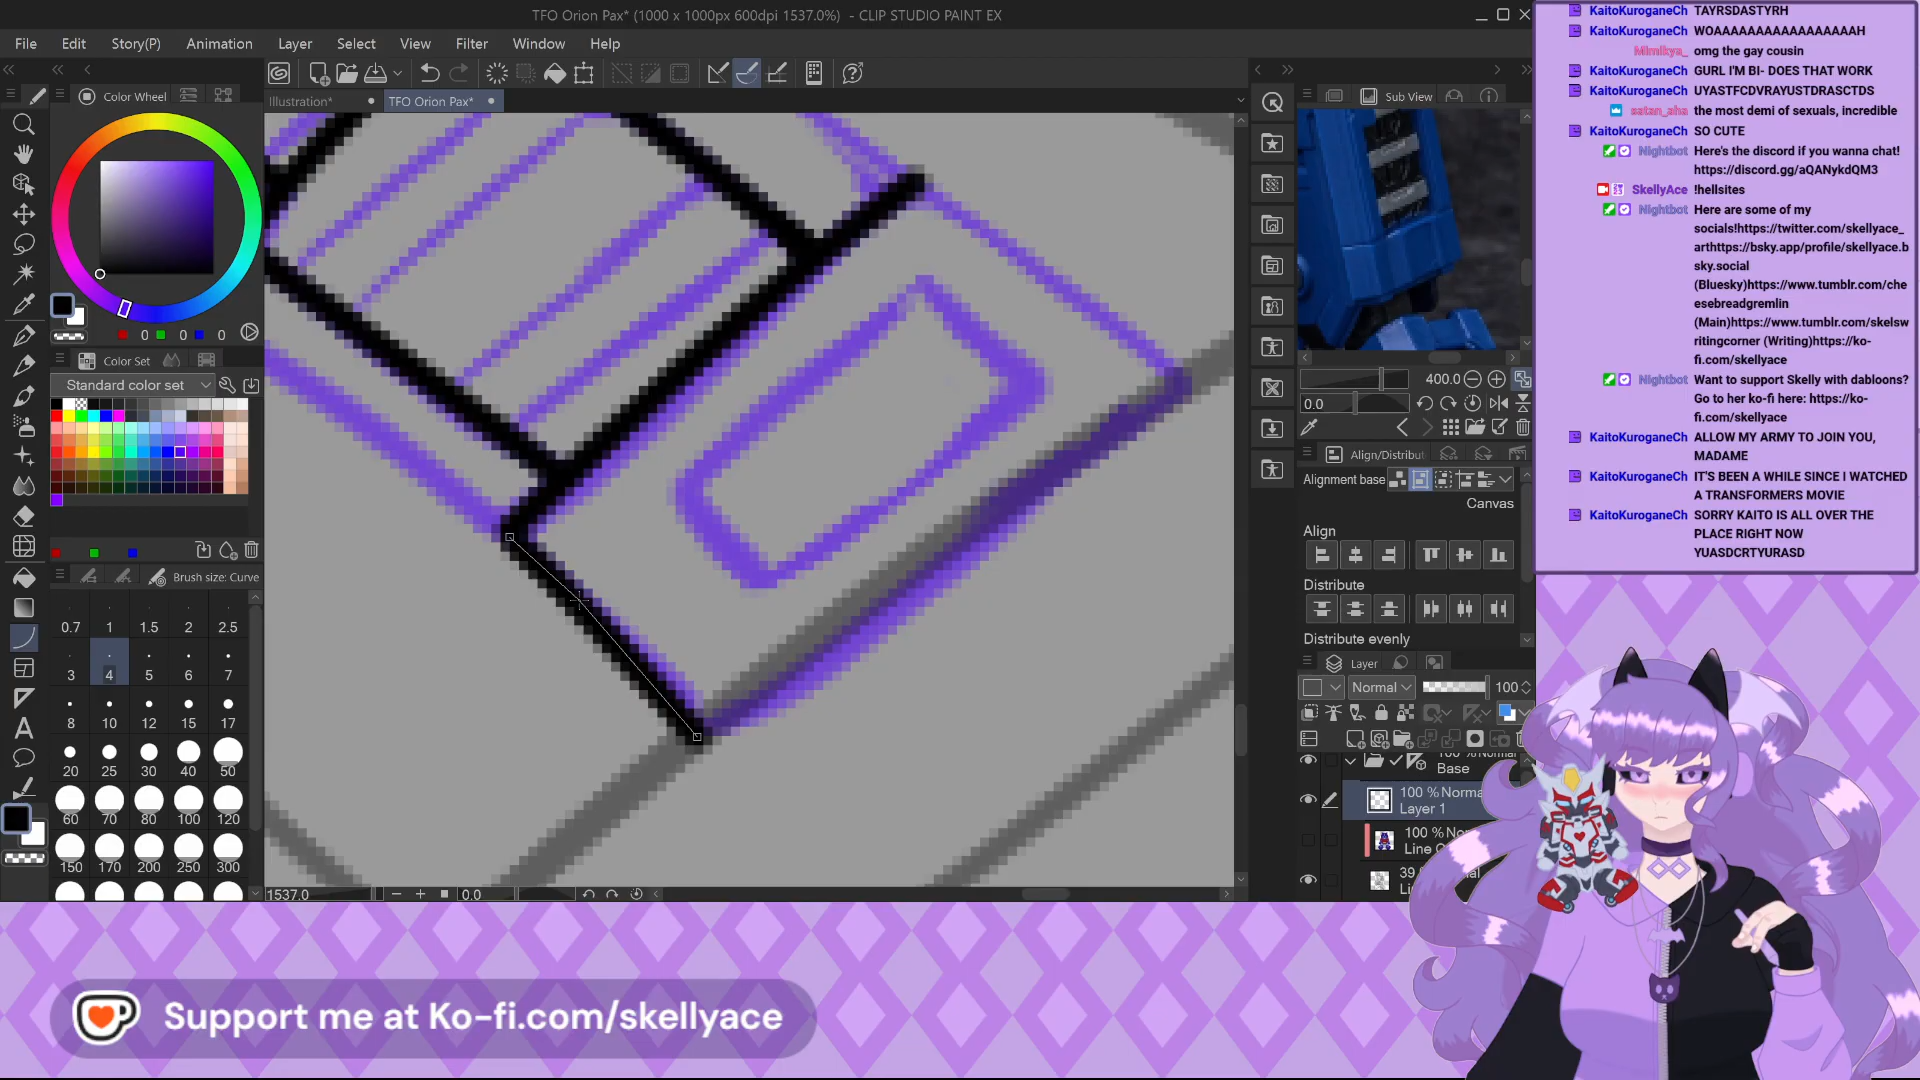 TFO Orion Pax* (1000 x 1000px 600dpi 1537.0%) - CLIP STUDIO PAINT EX
File Edit Story(P) Animation Layer Select View Filter Window Help
Illustration* TFO Orion Pax*
Color Wheel
0 0 0
Color Set
Standard color set
Brush size: Curve
0.7 1 1.5 2 2.5
3 4 5 6 7
8 10 12 15 17
20 25 30 40 50
60 70 80 100 120
150 170 200 250 300
1537.0 0.0
Sub View
400.0
0.0
Align/Distribut
Alignment base
Canvas
Align
Distribute
Distribute evenly
Layer
Normal 100
Base
100 % Norma
Layer 1
100 % No
Line
39
KaitoKuroganeCh TAYRSDASTYRH
KaitoKuroganeCh WOAAAAAAAAAAAAAAAAAH
Mimikya_ omg the gay cousin
KaitoKuroganeCh GURL I'M BI- DOES THAT WORK
KaitoKuroganeCh UYASTFCDVRAYUSTDRASCTDS
satan_aha the most demi of sexuals, incredible
KaitoKuroganeCh SO CUTE
Nightbot Here's the discord if you wanna chat!
https://discord.gg/aQANykdQM3
SkellyAce !hellsites
Nightbot Here are some of my
socials!https://twitter.com/skellyace_
arthttps://bsky.app/profile/skellyace.b
sky.social
(Bluesky)https://www.tumblr.com/che
esebreadgremlin
(Main)https://www.tumblr.com/skelsw
ritingcorner (Writing)https://ko-
fi.com/skellyace
Nightbot Want to support Skelly with dabloons?
Go to her ko-fi here: https://ko-
fi.com/skellyace
KaitoKuroganeCh ALLOW MY ARMY TO JOIN YOU,
MADAME
KaitoKuroganeCh IT'S BEEN A WHILE SINCE I WATCHED
A TRANSFORMERS MOVIE
KaitoKuroganeCh SORRY KAITO IS ALL OVER THE
PLACE RIGHT NOW
YUASDCRTYURASD
Support me at Ko-fi.com/skellyace